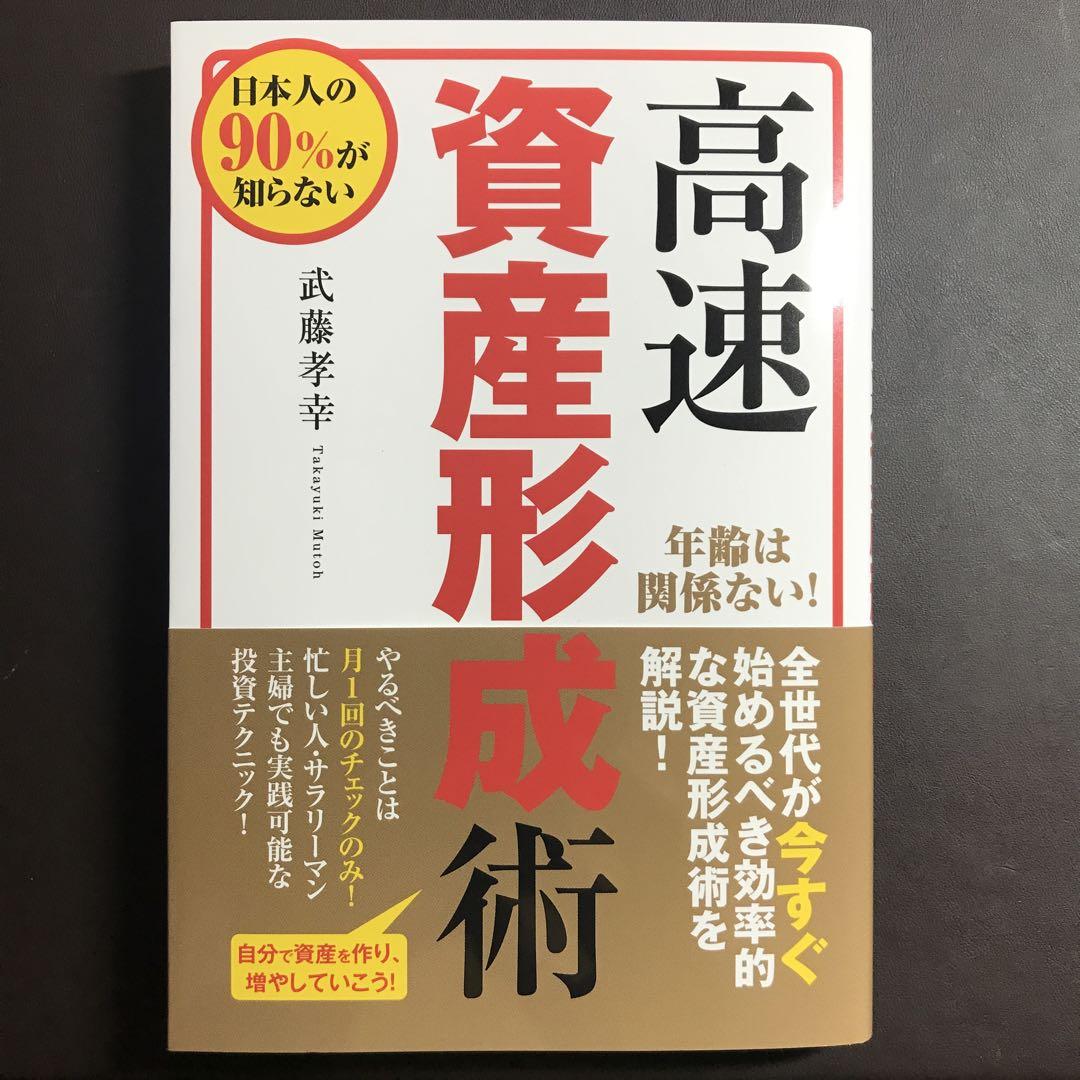 日本人の
90%が
知らない
高速
資産形成術
武藤孝幸
Takayuki Mutoh
年齢は
関係ない!
全世代が今すぐ
始めるべき効率的
な資産形成術を
解説!
やるべきことは
月1回のチェックのみ!
忙しい人・サラリーマン
主婦でも実践可能な
投資テクニック!
自分で資産を作り、
増やしていこう!